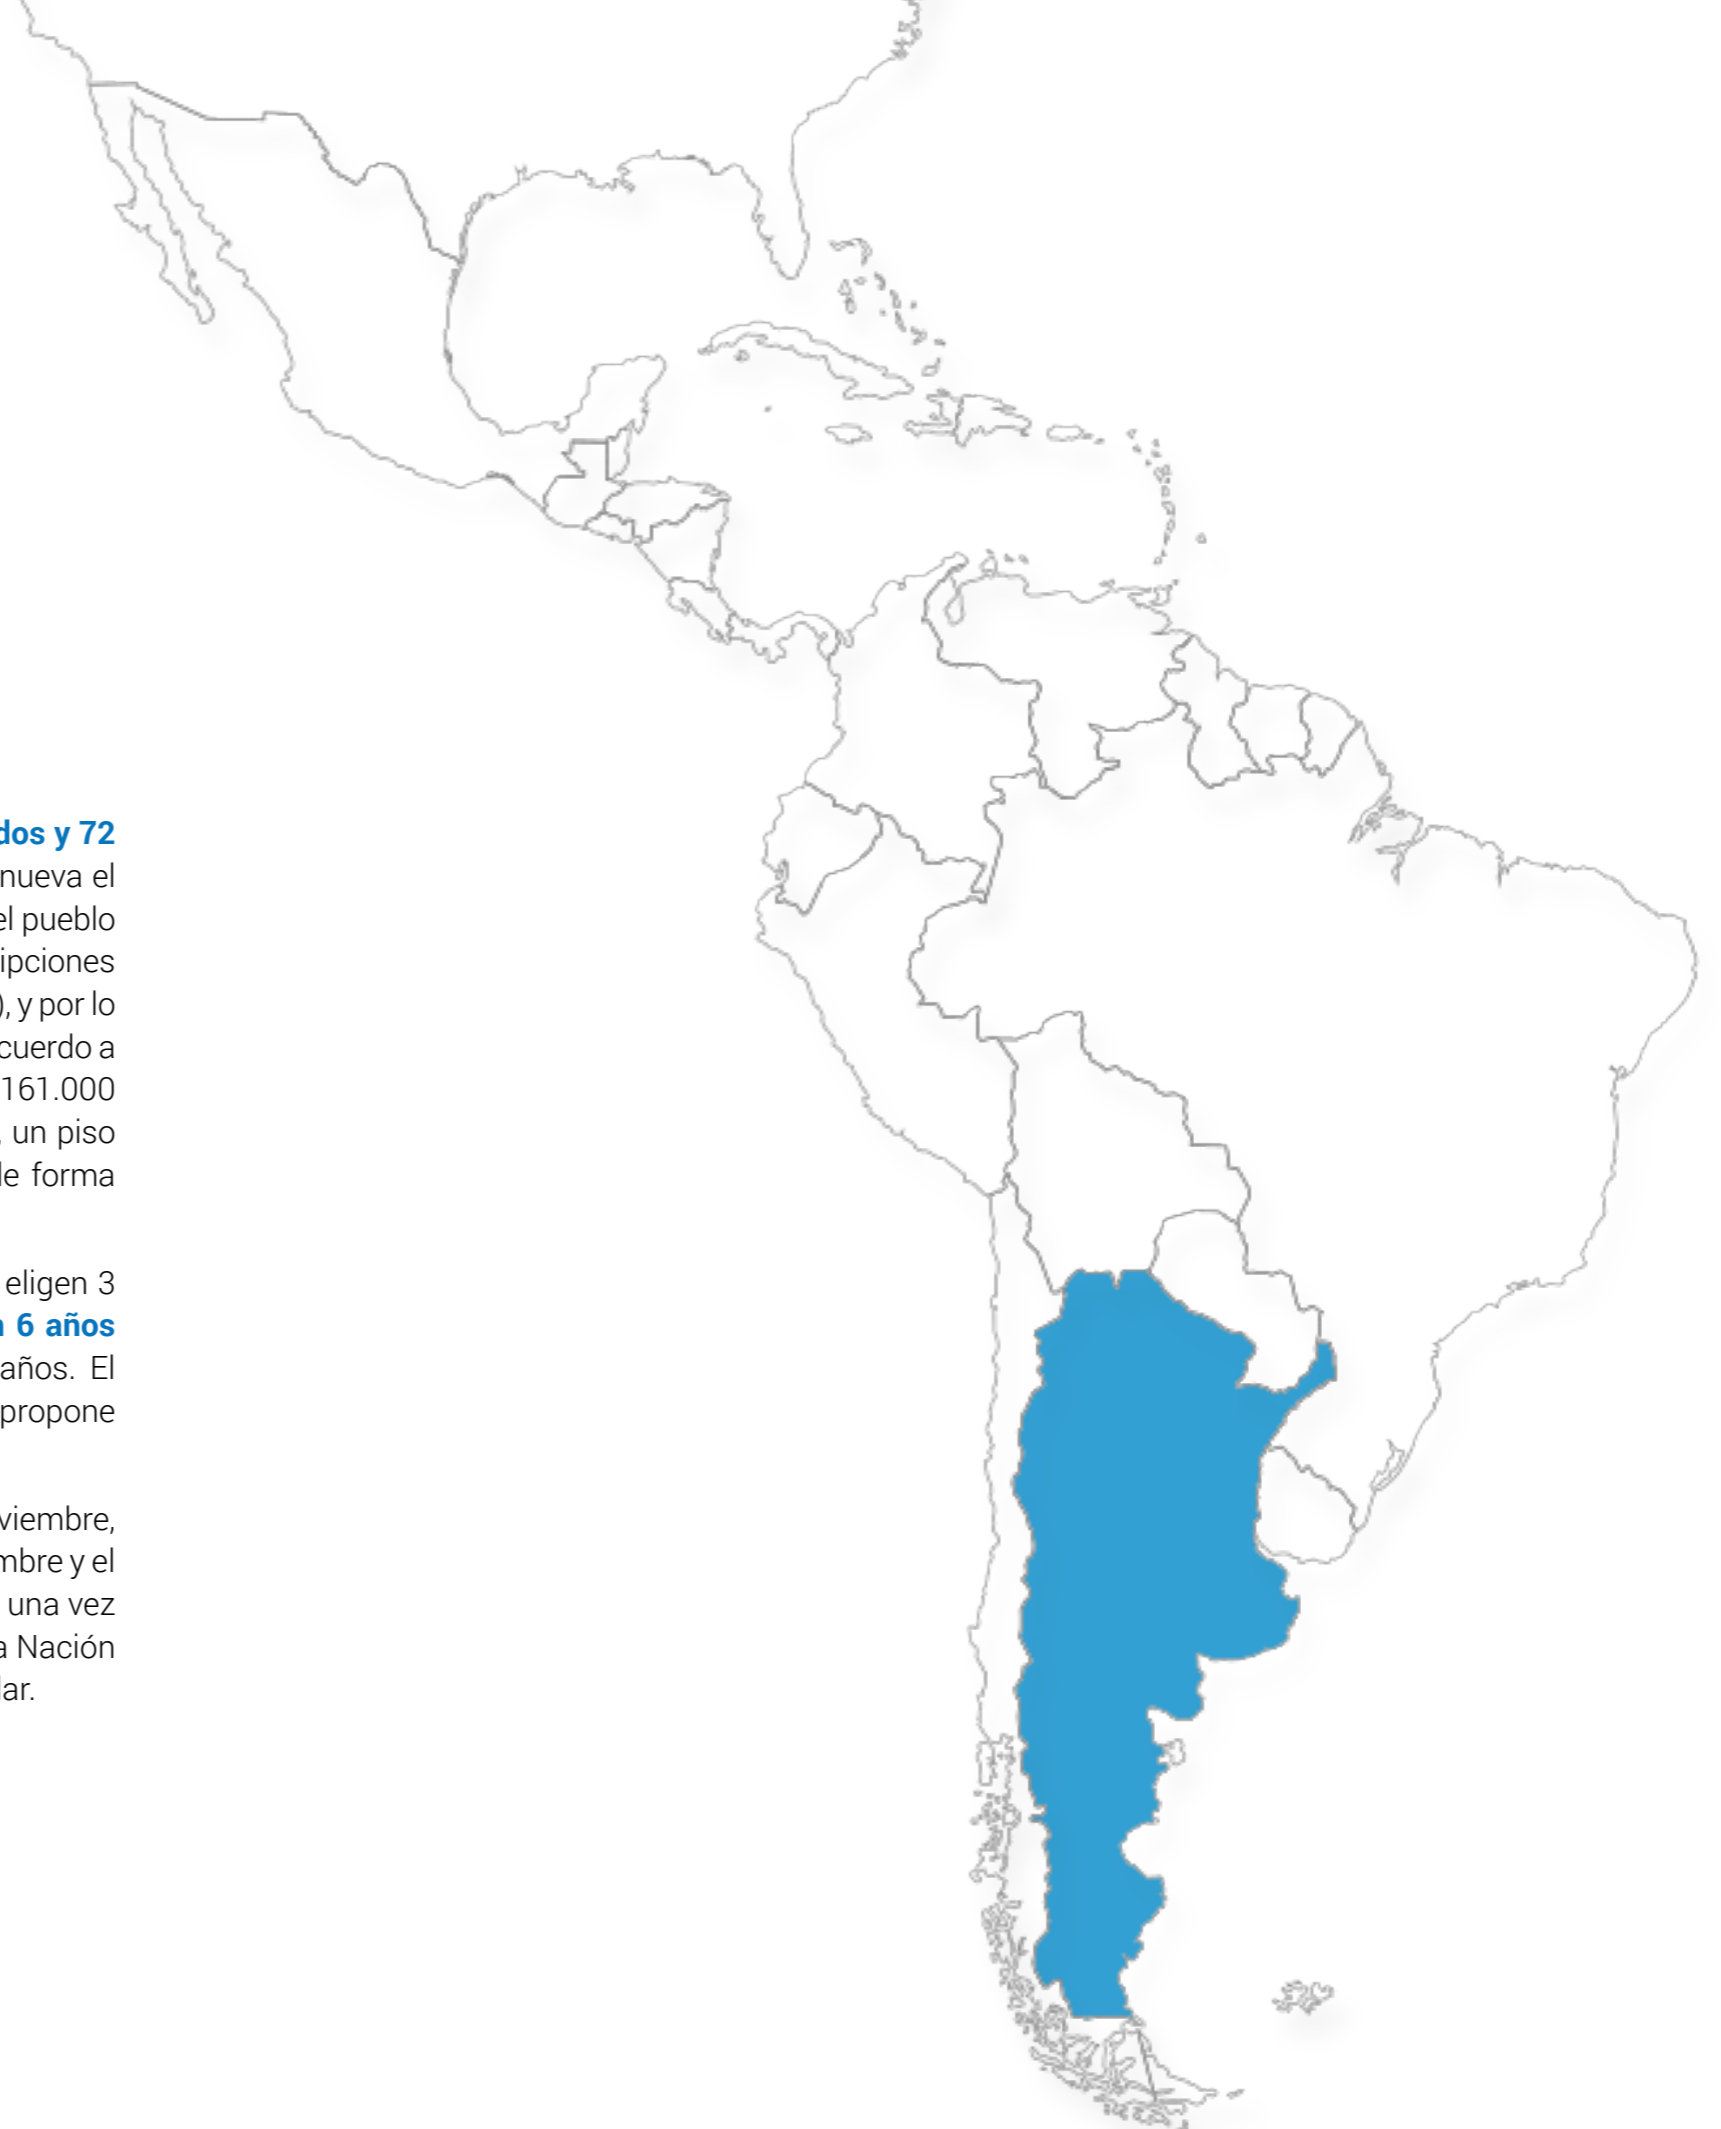 dos y 72
nueva el
el pueblo
ipciones
), y por lo
cuerdo a
161.000
, un piso
le forma
eligen 3
n 6 años
años. El
propone
viembre,
mbre y el
una vez
a Nación
lar.